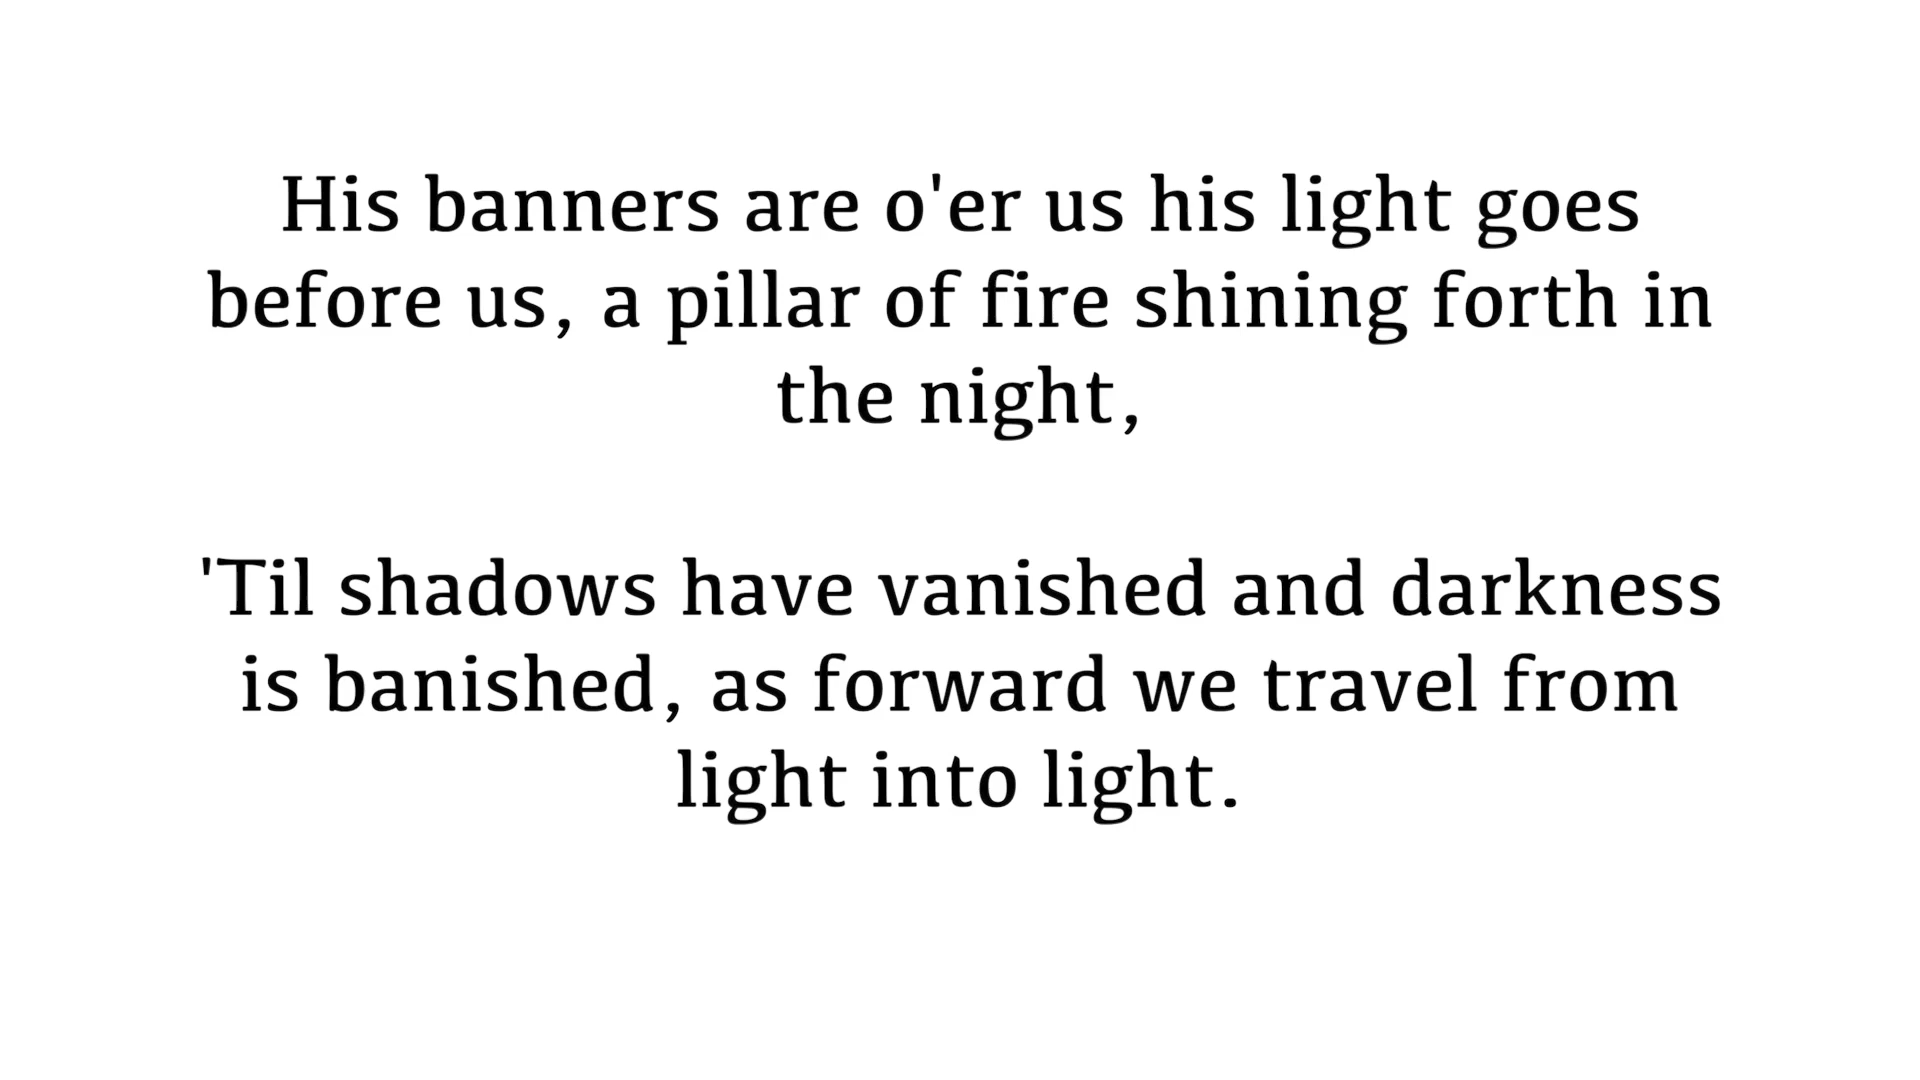 His banners are o'er us his light goes
before us, a pillar of fire shining forth in
the night,
'Til shadows have vanished and darkness
is banished, as forward we travel from
light into light.